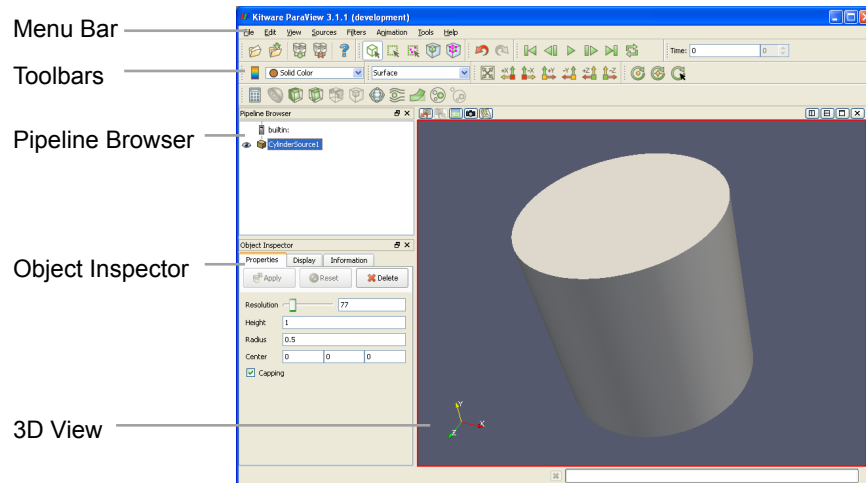 Kitware ParaView 3.1.1 (development)
Menu Bar
File Edit View Sources Filters Animation Tools Help
Time: 0 0
Toolbars
Solid Color Surface
+X -X +Y -Y +Z -Z
Pipeline Browser
Pipeline Browser
builtin:
CylinderSource1
Object Inspector
Object Inspector
Properties Display Information
Apply Reset Delete
Resolution 77
Height 1
Radius 0.5
Center 0 0 0
Capping
3D View
Y
X
Z